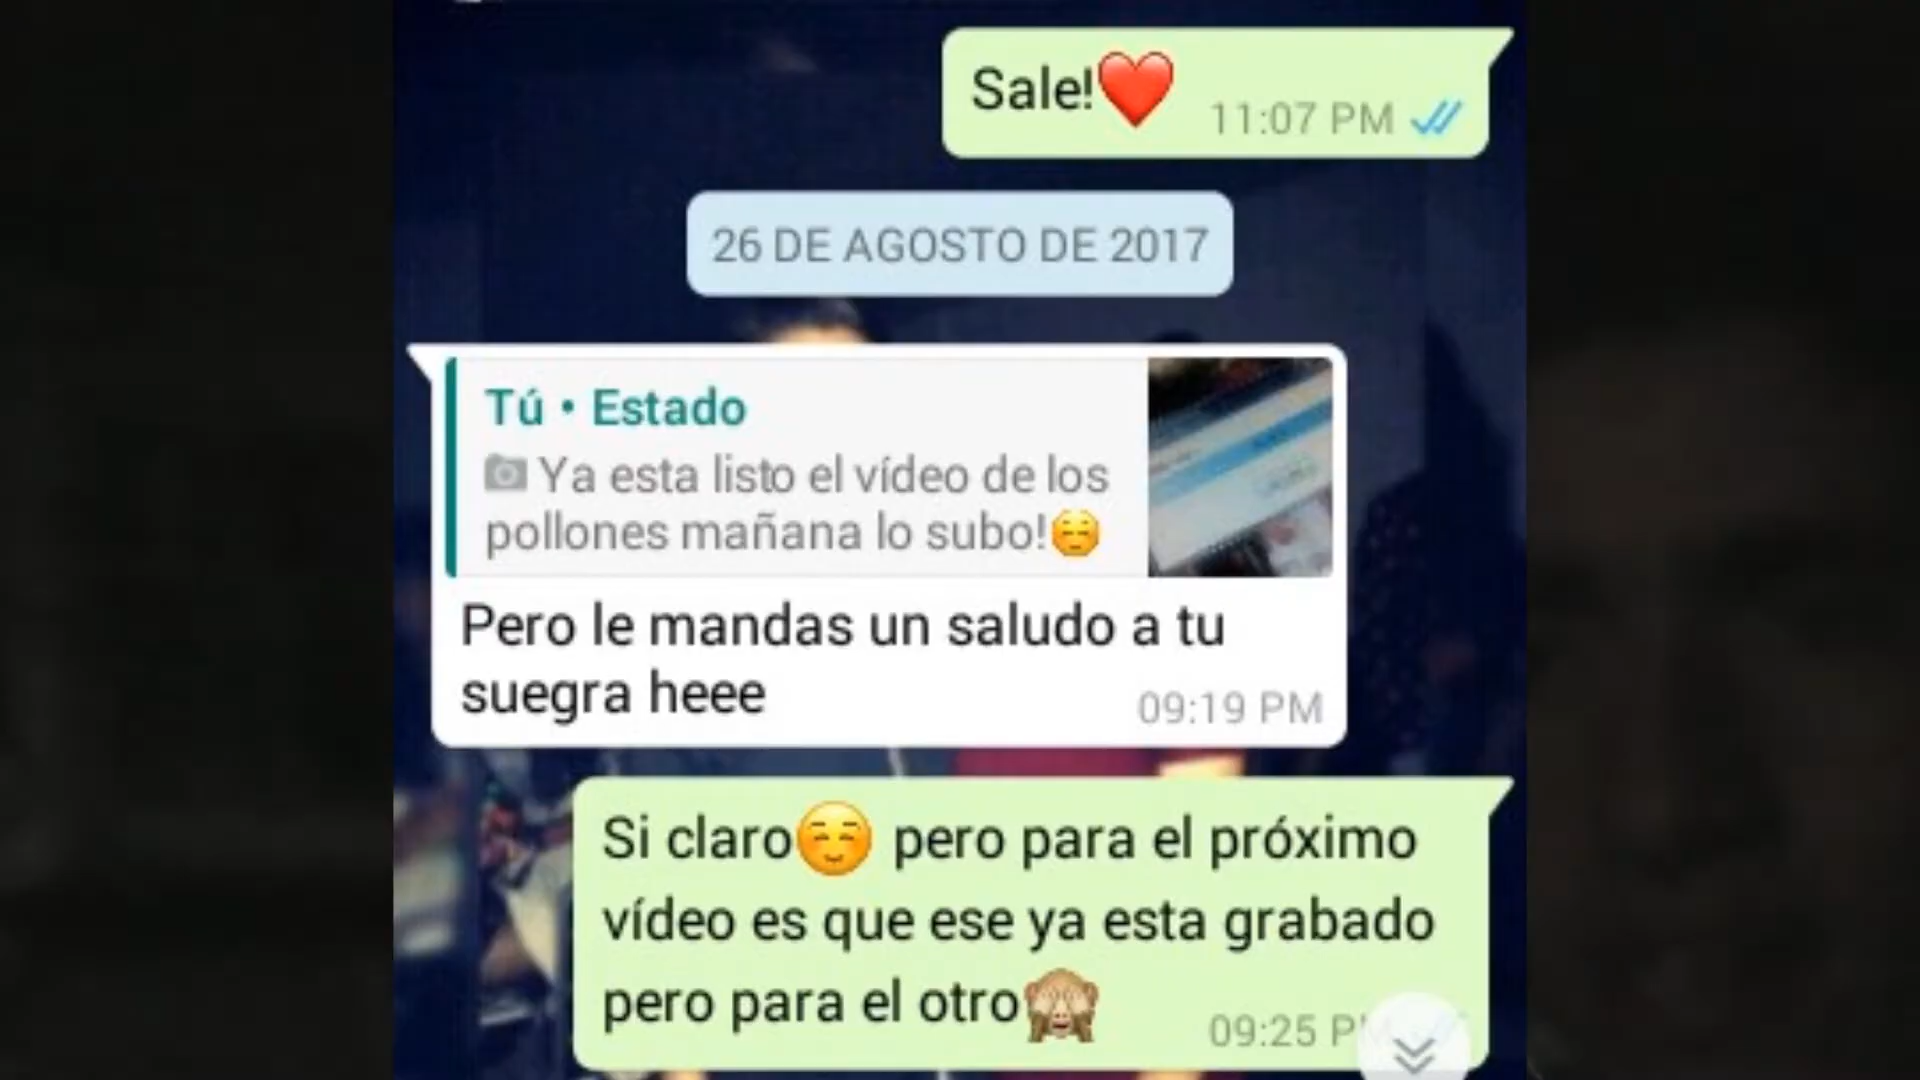 Sale!❤️ 11:07 PM
26 DE AGOSTO DE 2017
Tú • Estado
Ya esta listo el vídeo de los
pollones mañana lo subo!☺️
Pero le mandas un saludo a tu
suegra heee 09:19 PM
Si claro☺️ pero para el próximo
vídeo es que ese ya esta grabado
pero para el otro🙈 09:25